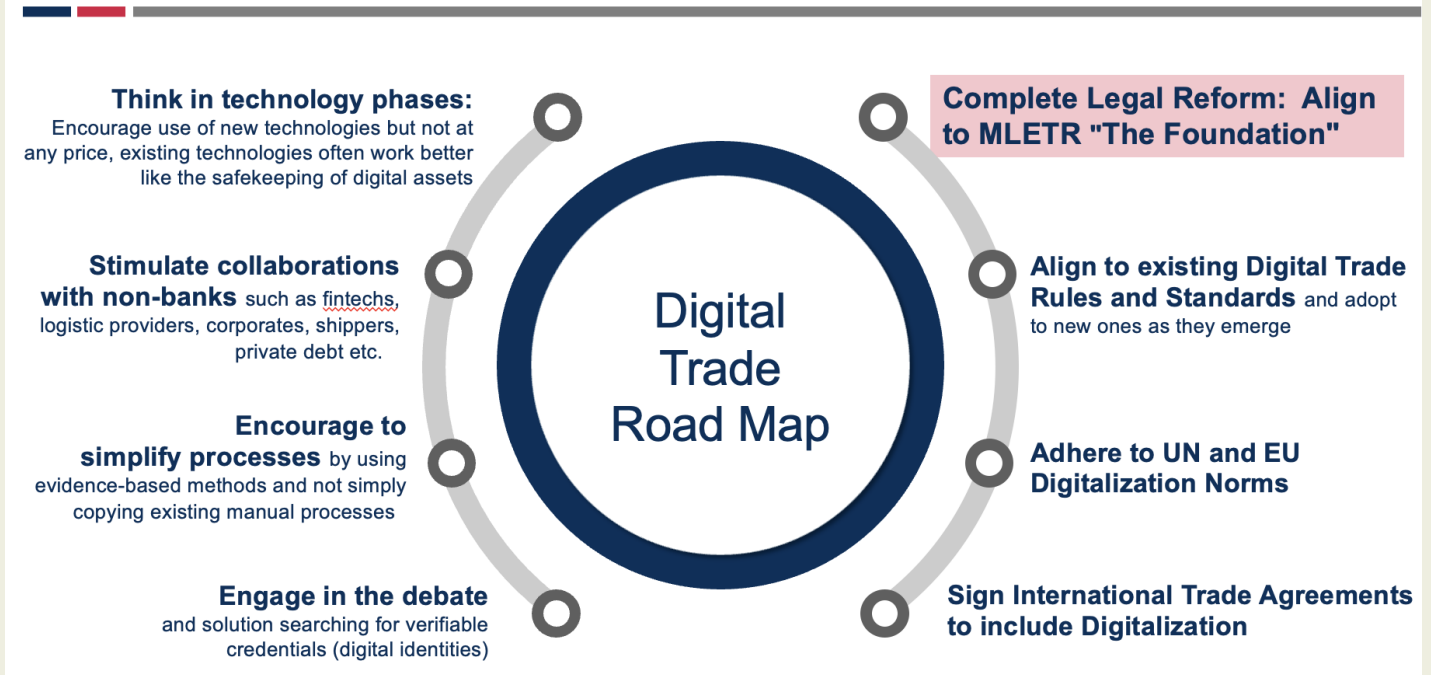 Think in technology phases:
Encourage use of new technologies but not at
any price, existing technologies often work better
like the safekeeping of digital assets
Stimulate collaborations
with non-banks such as fintechs,
logistic providers, corporates, shippers,
private debt etc.
Encourage to
simplify processes by using
evidence-based methods and not simply
copying existing manual processes
Engage in the debate
and solution searching for verifiable
credentials (digital identities)
Digital
Trade
Road Map
Complete Legal Reform: Align
to MLETR "The Foundation"
Align to existing Digital Trade
Rules and Standards and adopt
to new ones as they emerge
Adhere to UN and EU
Digitalization Norms
Sign International Trade Agreements
to include Digitalization